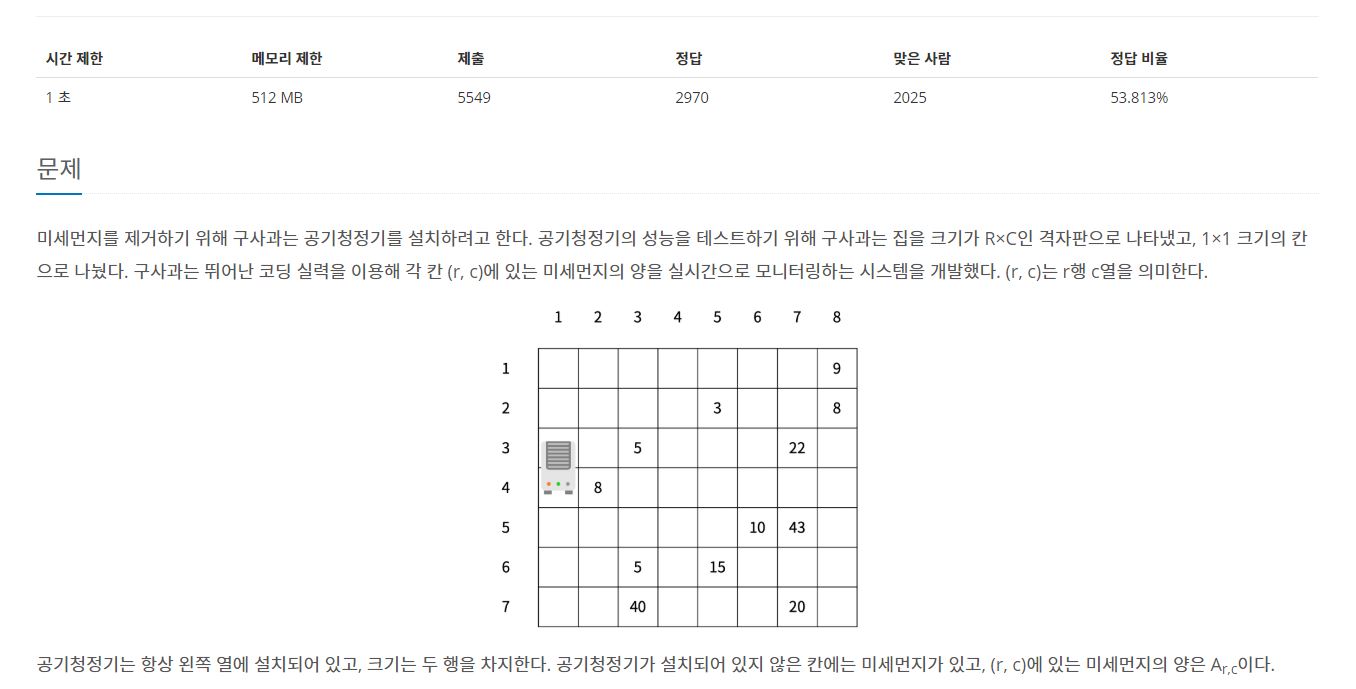 시간 제한 메모리 제한 제출 정답 맞은 사람 정답 비율
1 초 512 MB 5549 2970 2025 53.813%
문제
미세먼지를 제거하기 위해 구사과는 공기청정기를 설치하려고 한다. 공기청정기의 성능을 테스트하기 위해 구사과는 집을 크기가 R×C인 격자판으로 나타냈고, 1×1 크기의 칸
으로 나눴다. 구사과는 뛰어난 코딩 실력을 이용해 각 칸 (r, c)에 있는 미세먼지의 양을 실시간으로 모니터링하는 시스템을 개발했다. (r, c)는 r행 c열을 의미한다.
1 2 3 4 5 6 7 8
1 9
2 3 8
3 5 22
4 8
5 10 43
6 5 15
7 40 20
공기청정기는 항상 왼쪽 열에 설치되어 있고, 크기는 두 행을 차지한다. 공기청정기가 설치되어 있지 않은 칸에는 미세먼지가 있고, (r, c)에 있는 미세먼지의 양은 Ar,c이다.